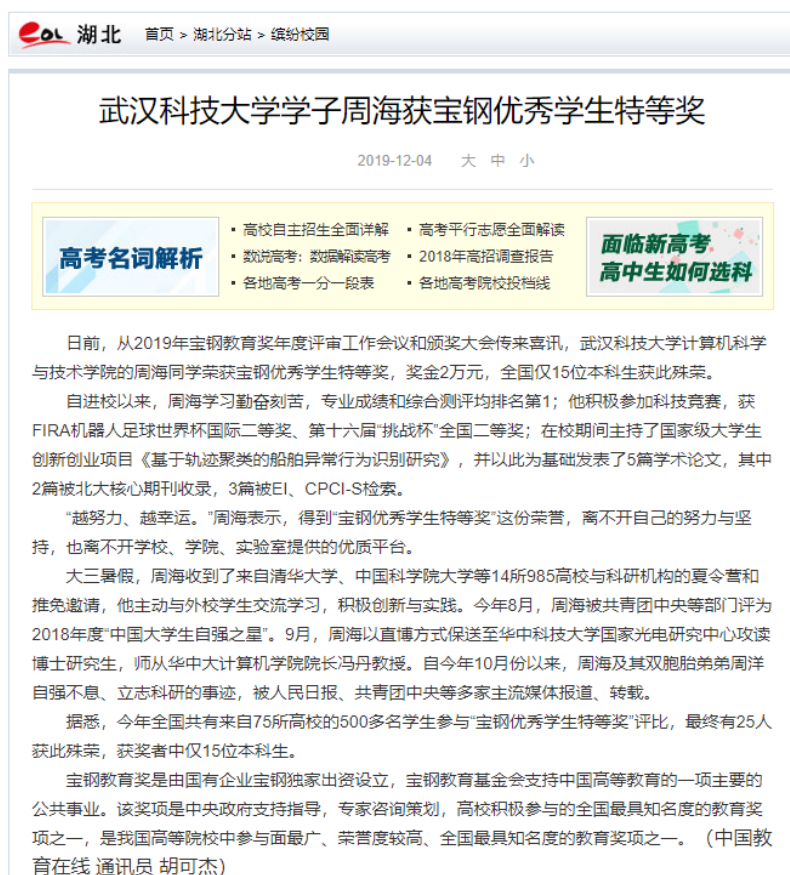 eol 湖北 首页 > 湖北分站 > 缤纷校园
武汉科技大学学子周海获宝钢优秀学生特等奖
2019-12-04 大 中 小
高考名词解析
▪ 高校自主招生全面详解 ▪ 高考平行志愿全面解读
▪ 数说高考：数据解读高考 ▪ 2018年高招调查报告
▪ 各地高考一分一段表 ▪ 各地高考院校投档线
面临新高考
高中生如何选科
日前，从2019年宝钢教育奖年度评审工作会议和颁奖大会传来喜讯，武汉科技大学计算机科学
与技术学院的周海同学荣获宝钢优秀学生特等奖，奖金2万元，全国仅15位本科生获此殊荣。
自进校以来，周海学习勤奋刻苦，专业成绩和综合测评均排名第1；他积极参加科技竞赛，获
FIRA机器人足球世界杯国际二等奖、第十六届“挑战杯”全国二等奖；在校期间主持了国家级大学生
创新创业项目《基于轨迹聚类的船舶异常行为识别研究》，并以此为基础发表了5篇学术论文，其中
2篇被北大核心期刊收录，3篇被EI、CPCI-S检索。
“越努力、越幸运。”周海表示，得到“宝钢优秀学生特等奖”这份荣誉，离不开自己的努力与坚
持，也离不开学校、学院、实验室提供的优质平台。
大三暑假，周海收到了来自清华大学、中国科学院大学等14所985高校与科研机构的夏令营和
推免邀请，他主动与外校学生交流学习，积极创新与实践。今年8月，周海被共青团中央等部门评为
2018年度“中国大学生自强之星”。9月，周海以直博方式保送至华中科技大学国家光电研究中心攻读
博士研究生，师从华中大计算机学院院长冯丹教授。自今年10月份以来，周海及其双胞胎弟弟周洋
自强不息、立志科研的事迹，被人民日报、共青团中央等多家主流媒体报道、转载。
据悉，今年全国共有来自75所高校的500多名学生参与“宝钢优秀学生特等奖”评比，最终有25人
获此殊荣，获奖者中仅15位本科生。
宝钢教育奖是由国有企业宝钢独家出资设立，宝钢教育基金会支持中国高等教育的一项主要的
公共事业。该奖项是中央政府支持指导，专家咨询策划，高校积极参与的全国最具知名度的教育奖
项之一，是我国高等院校中参与面最广、荣誉度较高、全国最具知名度的教育奖项之一。（中国教
育在线 通讯员 胡可杰）